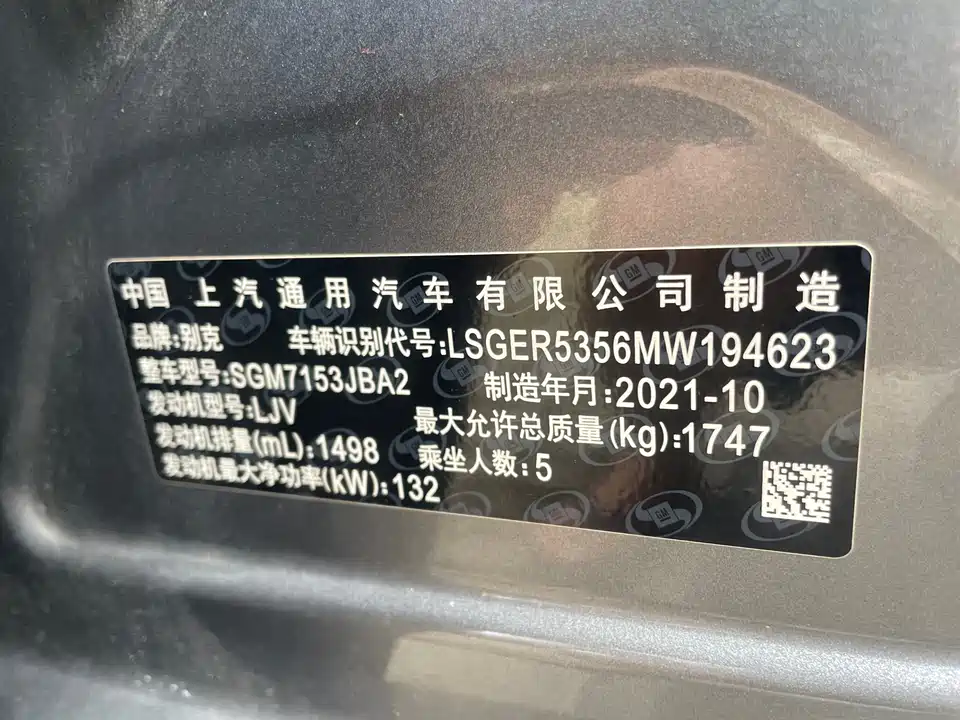 中国 上汽通用汽车有限公司制造
品牌:别克 车辆识别代号:LSGER5356MW194623
整车型号:SGM7153JBA2 制造年月:2021-10
发动机型号:LJV 最大允许总质量(kg):1747
发动机排量(mL):1498 乘坐人数:5
发动机最大净功率(kW):132